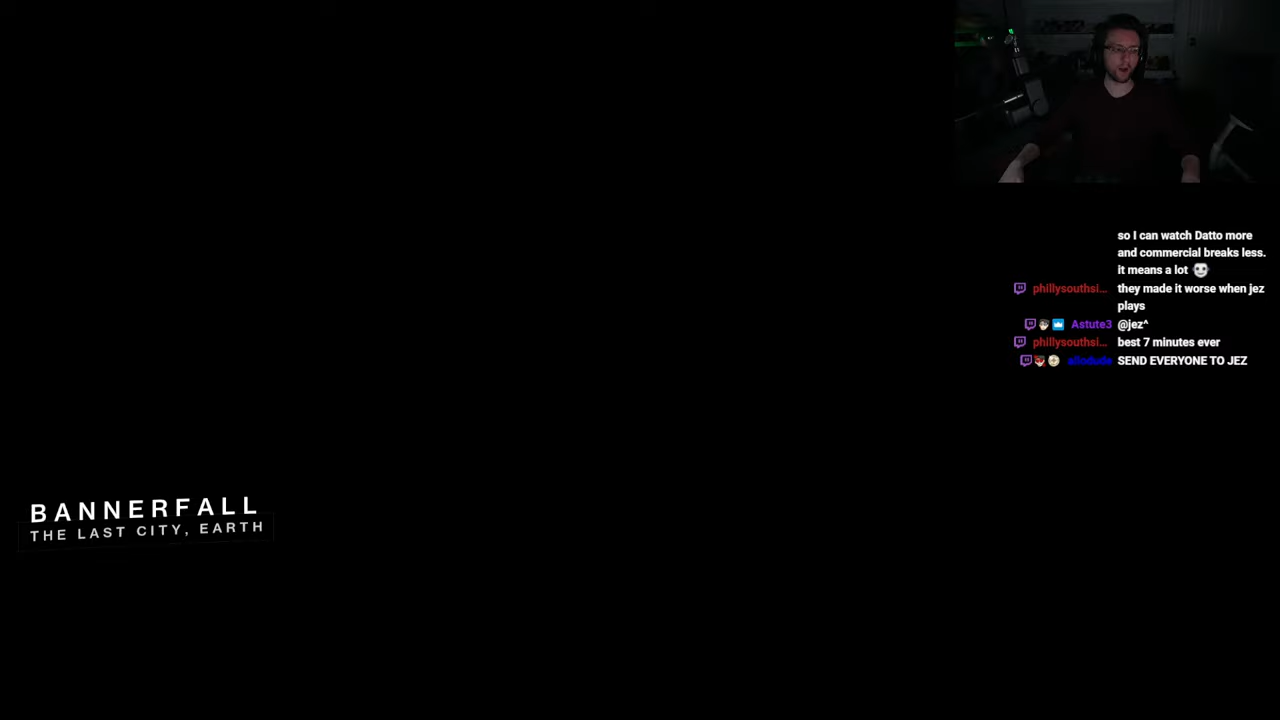 so I can watch Datto more
and commercial breaks less.
it means a lot
phillysouthsi... they made it worse when jez
plays
Astute3 @jez^
phillysouthsi... best 7 minutes ever
SEND EVERYONE TO JEZ
BANNERFALL
THE LAST CITY, EARTH